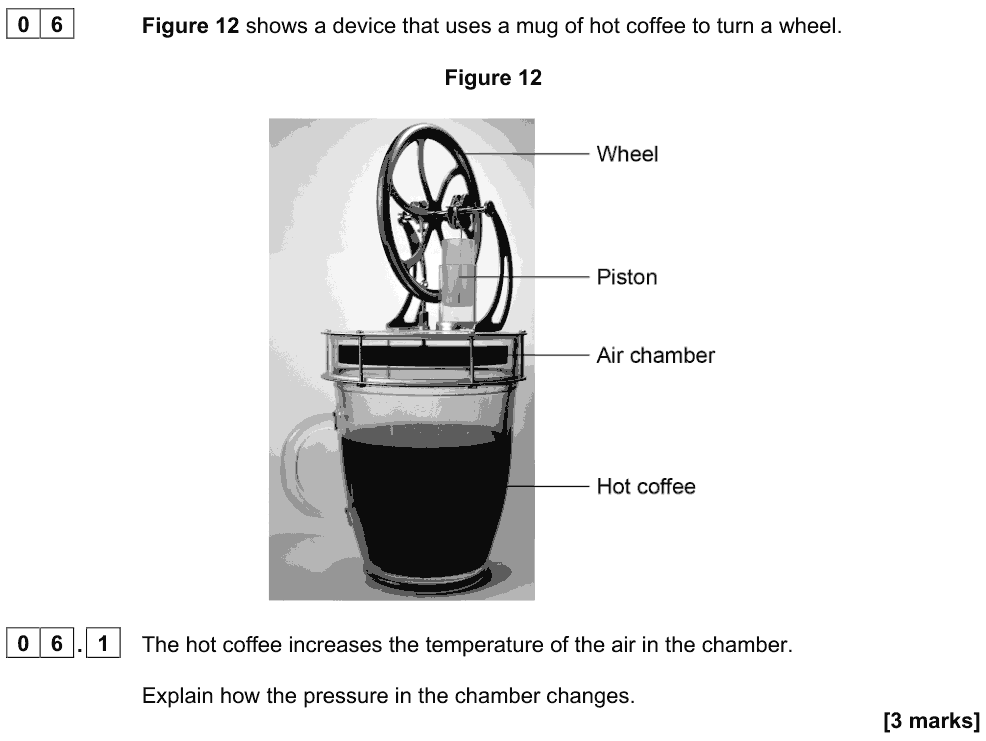 0 6 Figure 12 shows a device that uses a mug of hot coffee to turn a wheel.
Figure 12
Wheel
Piston
Air chamber
Hot coffee
0 6 . 1 The hot coffee increases the temperature of the air in the chamber.
Explain how the pressure in the chamber changes.
[3 marks]